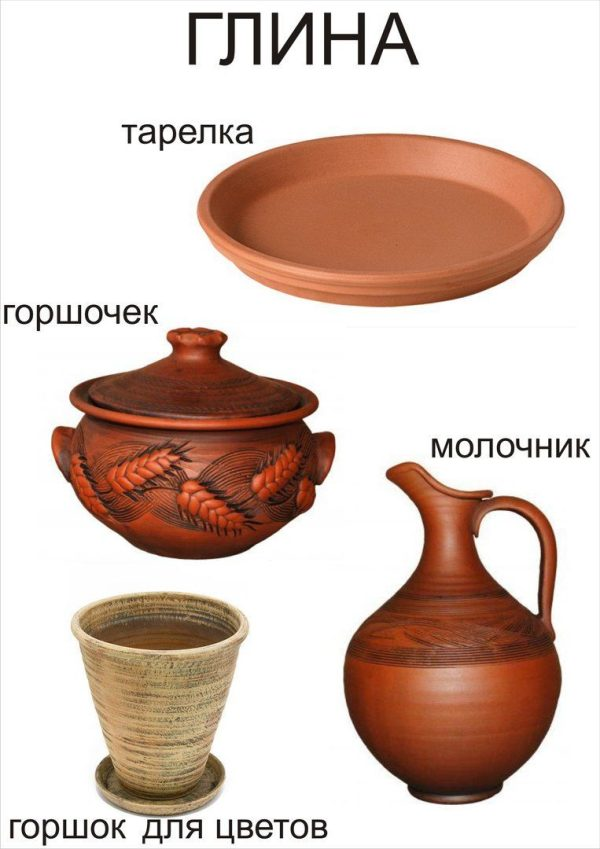 ГЛИНА
тарелка
горшочек
молочник
горшок для цветов